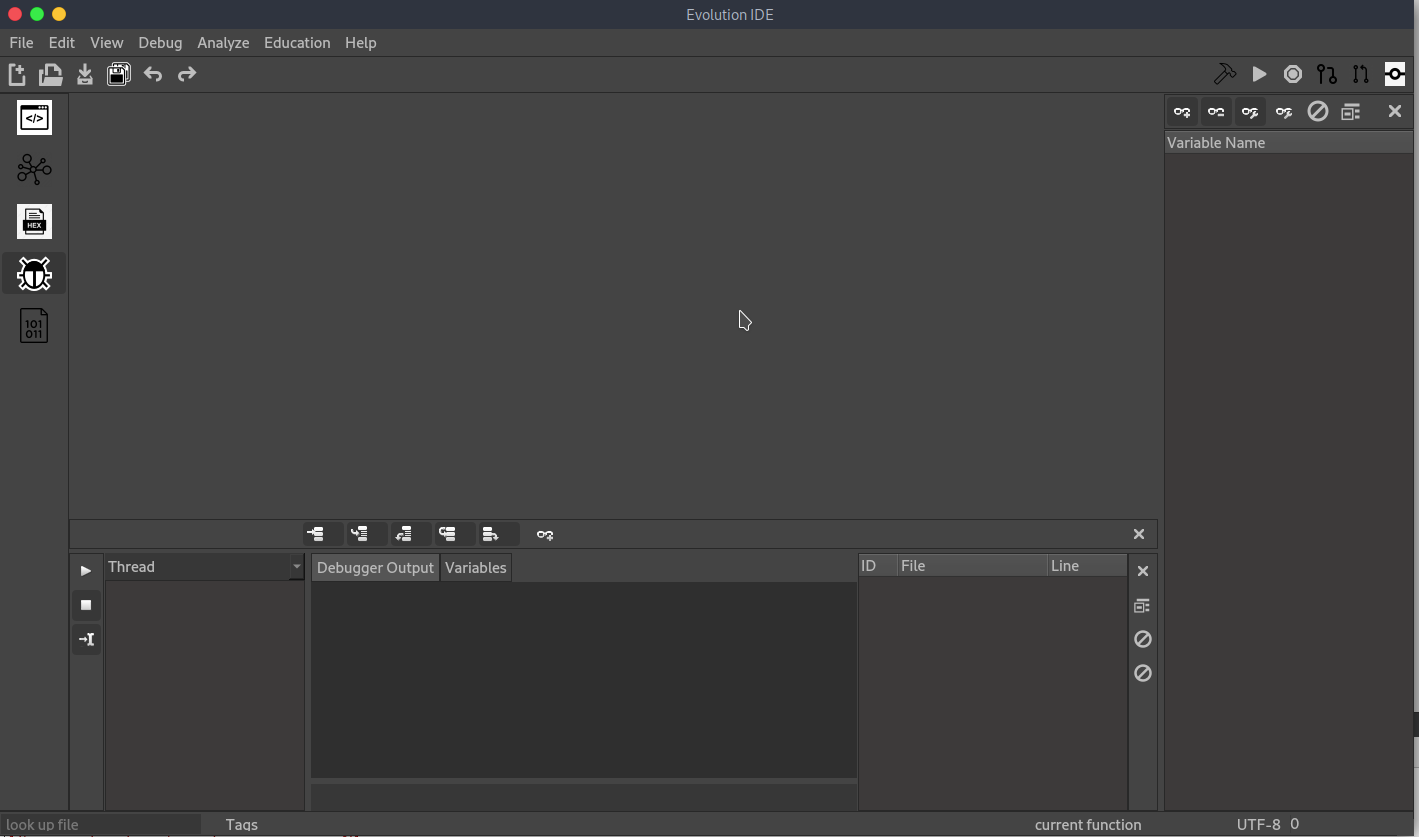 Evolution IDE
File Edit View Debug Analyze Education Help
</>
Variable Name
HEX
101
011
Thread
Debugger Output Variables
ID File Line
look up file Tags current function UTF-8 0